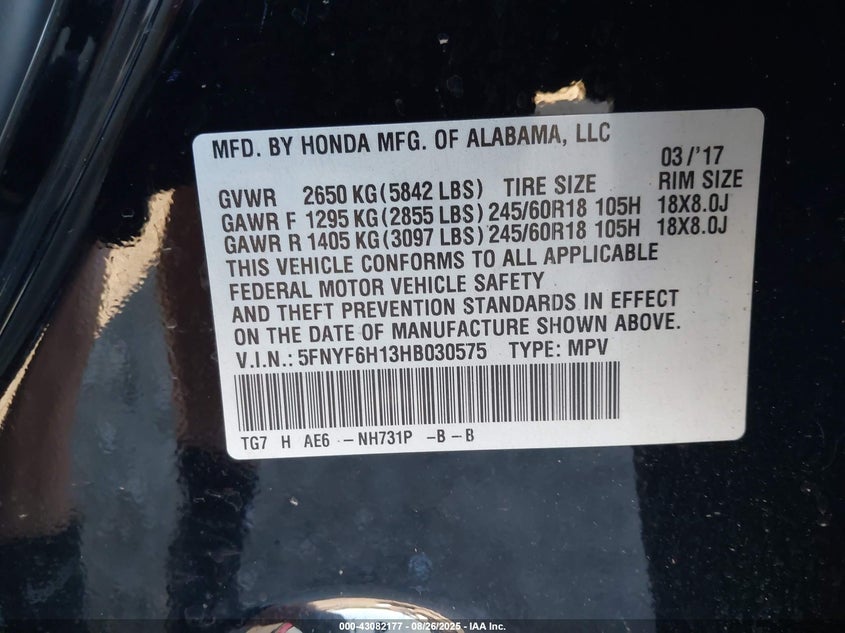 MFD. BY HONDA MFG. OF ALABAMA, LLC
03/'17
GVWR 2650 KG(5842 LBS) TIRE SIZE RIM SIZE
GAWR F 1295 KG(2855 LBS) 245/60R18 105H 18X8.0J
GAWR R 1405 KG(3097 LBS) 245/60R18 105H 18X8.0J
THIS VEHICLE CONFORMS TO ALL APPLICABLE
FEDERAL MOTOR VEHICLE SAFETY
AND THEFT PREVENTION STANDARDS IN EFFECT
ON THE DATE OF MANUFACTURE SHOWN ABOVE.
V.I.N.: 5FNYF6H13HB030575 TYPE: MPV
TG7 H AE6 -NH731P -B-B
000-43082177 - 08/26/2025 - IAA Inc.